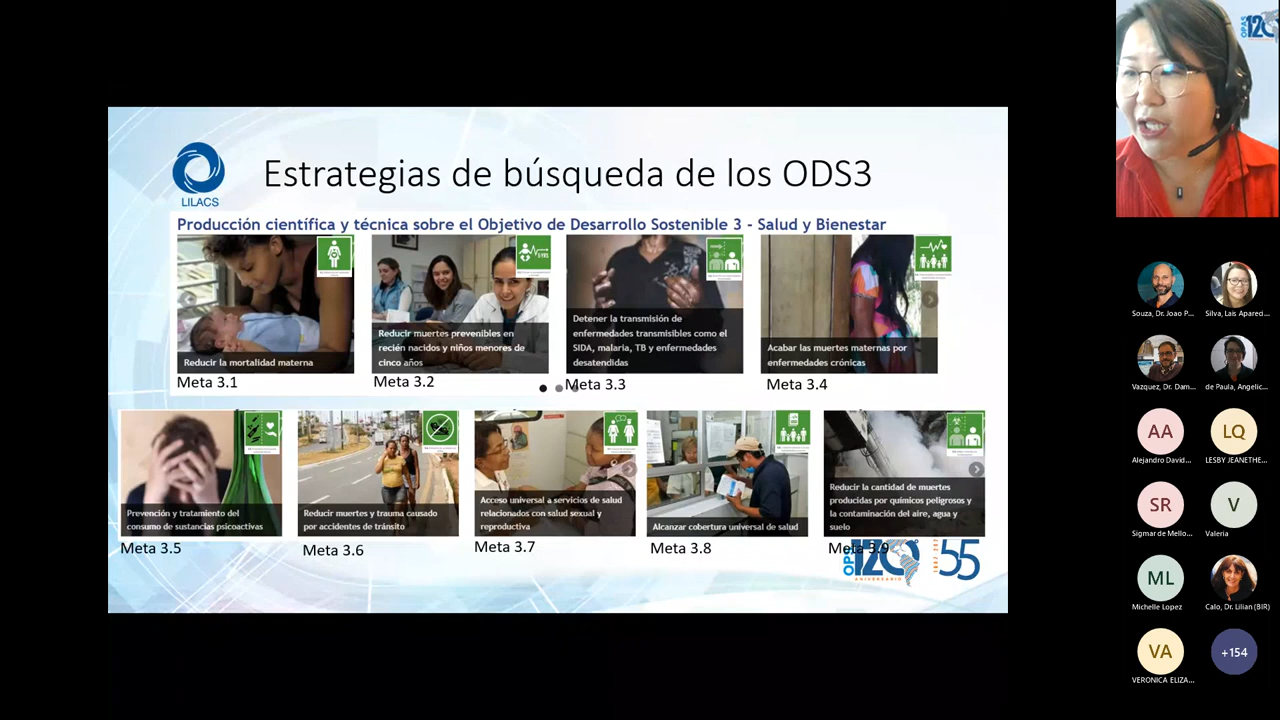 LILACS
Estrategias de búsqueda de los ODS3
Producción científica y técnica sobre el Objetivo de Desarrollo Sostenible 3 - Salud y Bienestar
Reducir la mortalidad materna
Meta 3.1
Reducir muertes prevenibles en
recién nacidos y niños menores de
cinco años
Meta 3.2
Detener la transmisión de
enfermedades transmisibles como el
SIDA, malaria, TB y enfermedades
desatendidas
Meta 3.3
Acabar las muertes maternas por
enfermedades crónicas
Meta 3.4
Prevención y tratamiento del
consumo de sustancias psicoactivas
Meta 3.5
Reducir muertes y trauma causado
por accidentes de tránsito
Meta 3.6
Acceso universal a servicios de salud
relacionados con salud sexual y
reproductiva
Meta 3.7
Alcanzar cobertura universal de salud
Meta 3.8
Reducir la cantidad de muertes
producidas por químicos peligrosos y
la contaminación del aire, agua y
suelo
Meta 3.9
OPAS 120
ANIVERSARIO
55
OPAS 120
Souza, Dr. Joao P...
Silva, Lais Apareci...
Vazquez, Dr. Dam...
de Paula, Angelic...
AA
Alejandro David...
LQ
LESBY JEANETHE...
SR
Sigmar de Mello...
V
Valeria
ML
Michelle Lopez
Calo, Dr. Lilian (BIR)
VA
VERONICA ELIZA...
+154